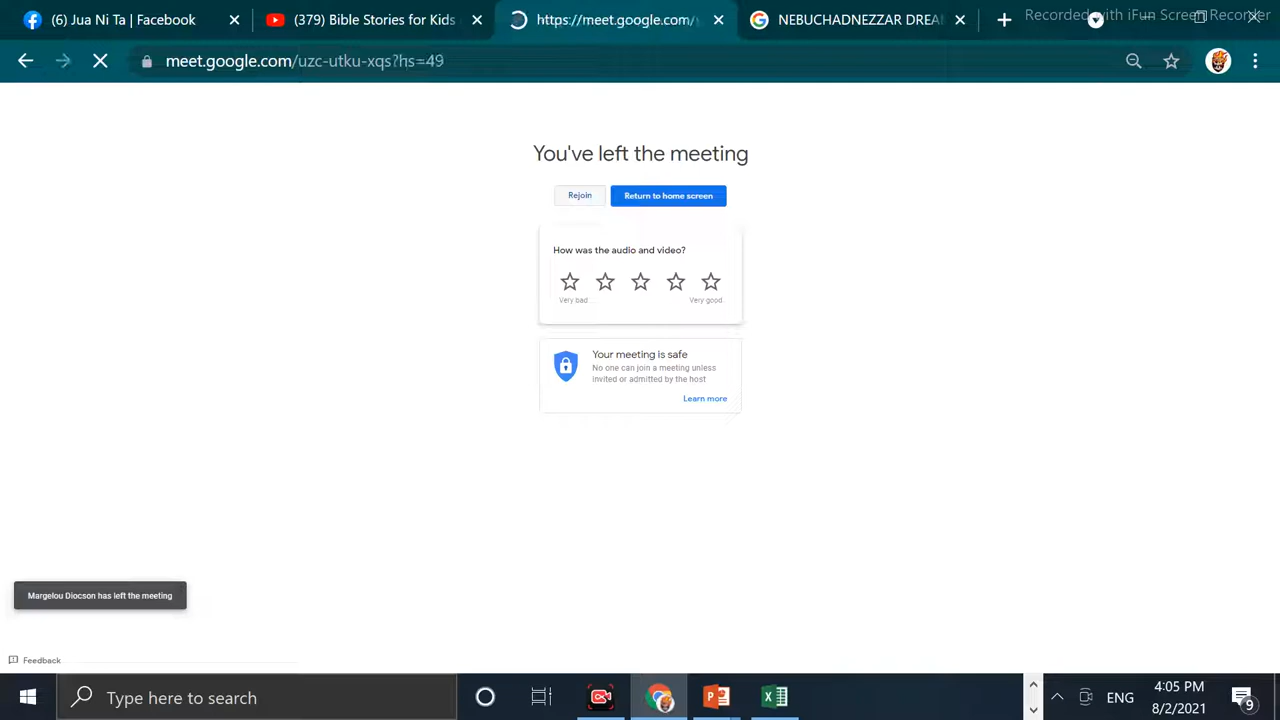 (6) Jua Ni Ta | Facebook
(379) Bible Stories for Kids
https://meet.google.com/
NEBUCHADNEZZAR DREA
Recorded with iFun Screen Recorder
meet.google.com/uzc-utku-xqs?hs=49
You've left the meeting
Rejoin
Return to home screen
How was the audio and video?
Very bad
Very good
Your meeting is safe
No one can join a meeting unless
invited or admitted by the host
Learn more
Margelou Diocson has left the meeting
Feedback
Type here to search
ENG
4:05 PM
8/2/2021
9